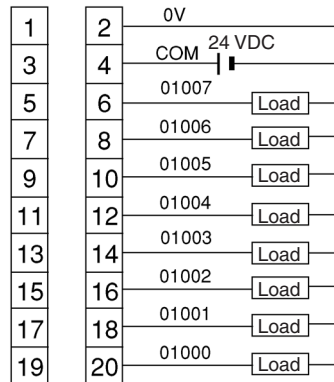 1 2 0V
24 VDC
3 4 COM
5 6 01007 Load
7 8 01006 Load
9 10 01005 Load
11 12 01004 Load
13 14 01003 Load
15 16 01002 Load
17 18 01001 Load
19 20 01000 Load